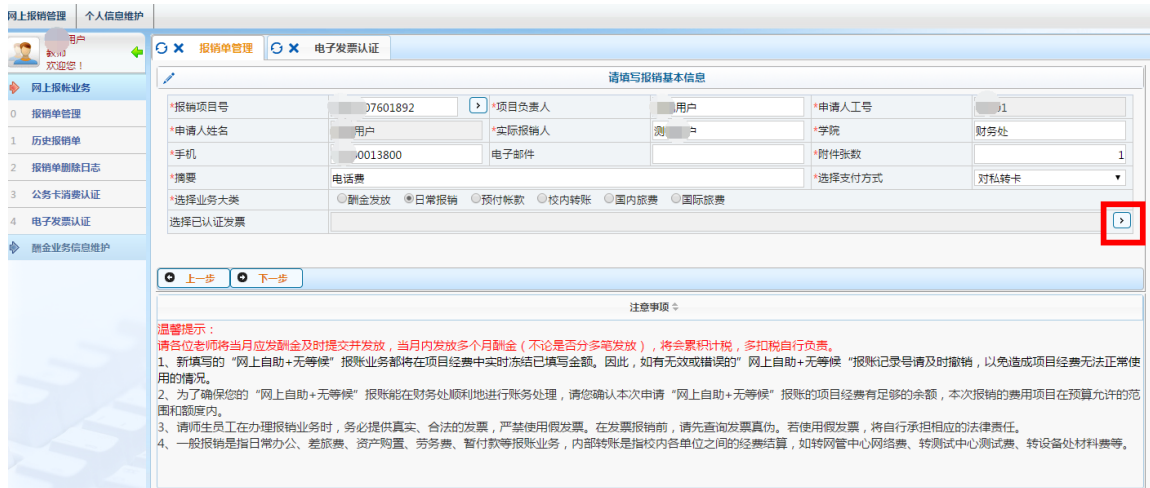 网上报销管理 个人信息维护
用户
教师
欢迎您！
报销单管理 电子发票认证
网上报帐业务
0 报销单管理
1 历史报销单
2 报销单删除日志
3 公务卡消费认证
4 电子发票认证
酬金业务信息维护
请填写报销基本信息
*报销项目号 07601892 *项目负责人 用户 *申请人工号 01
*申请人姓名 用户 *实际报销人 测 户 *学院 财务处
*手机 0013800 电子邮件 *附件张数 1
*摘要 电话费 *选择支付方式 对私转卡
*选择业务大类 酬金发放 日常报销 预付帐款 校内转账 国内旅费 国际旅费
选择已认证发票
上一步 下一步
注意事项
温馨提示：
请各位老师将当月应发酬金及时提交并发放，当月内发放多个月酬金（不论是否分多笔发放），将会累积计税，多扣税自行负责。
1、新填写的“网上自助+无等候”报账业务都将在项目经费中实时冻结已填写金额。因此，如有无效或错误的”网上自助+无等候“报账记录号请及时撤销，以免造成项目经费无法正常使
用的情况。
2、为了确保您的“网上自助+无等候”报账能在财务处顺利地进行账务处理，请您确认本次申请“网上自助+无等候”报账的项目经费有足够的余额，本次报销的费用项目在预算允许的范
围和额度内。
3、请师生员工在办理报销业务时，务必提供真实、合法的发票，严禁使用假发票。在发票报销前，请先查询发票真伪。若使用假发票，将自行承担相应的法律责任。
4、一般报销是指日常办公、差旅费、资产购置、劳务费、暂付款等报账业务，内部转账是指校内各单位之间的经费结算，如转网管中心网络费、转测试中心测试费、转设备处材料费等。